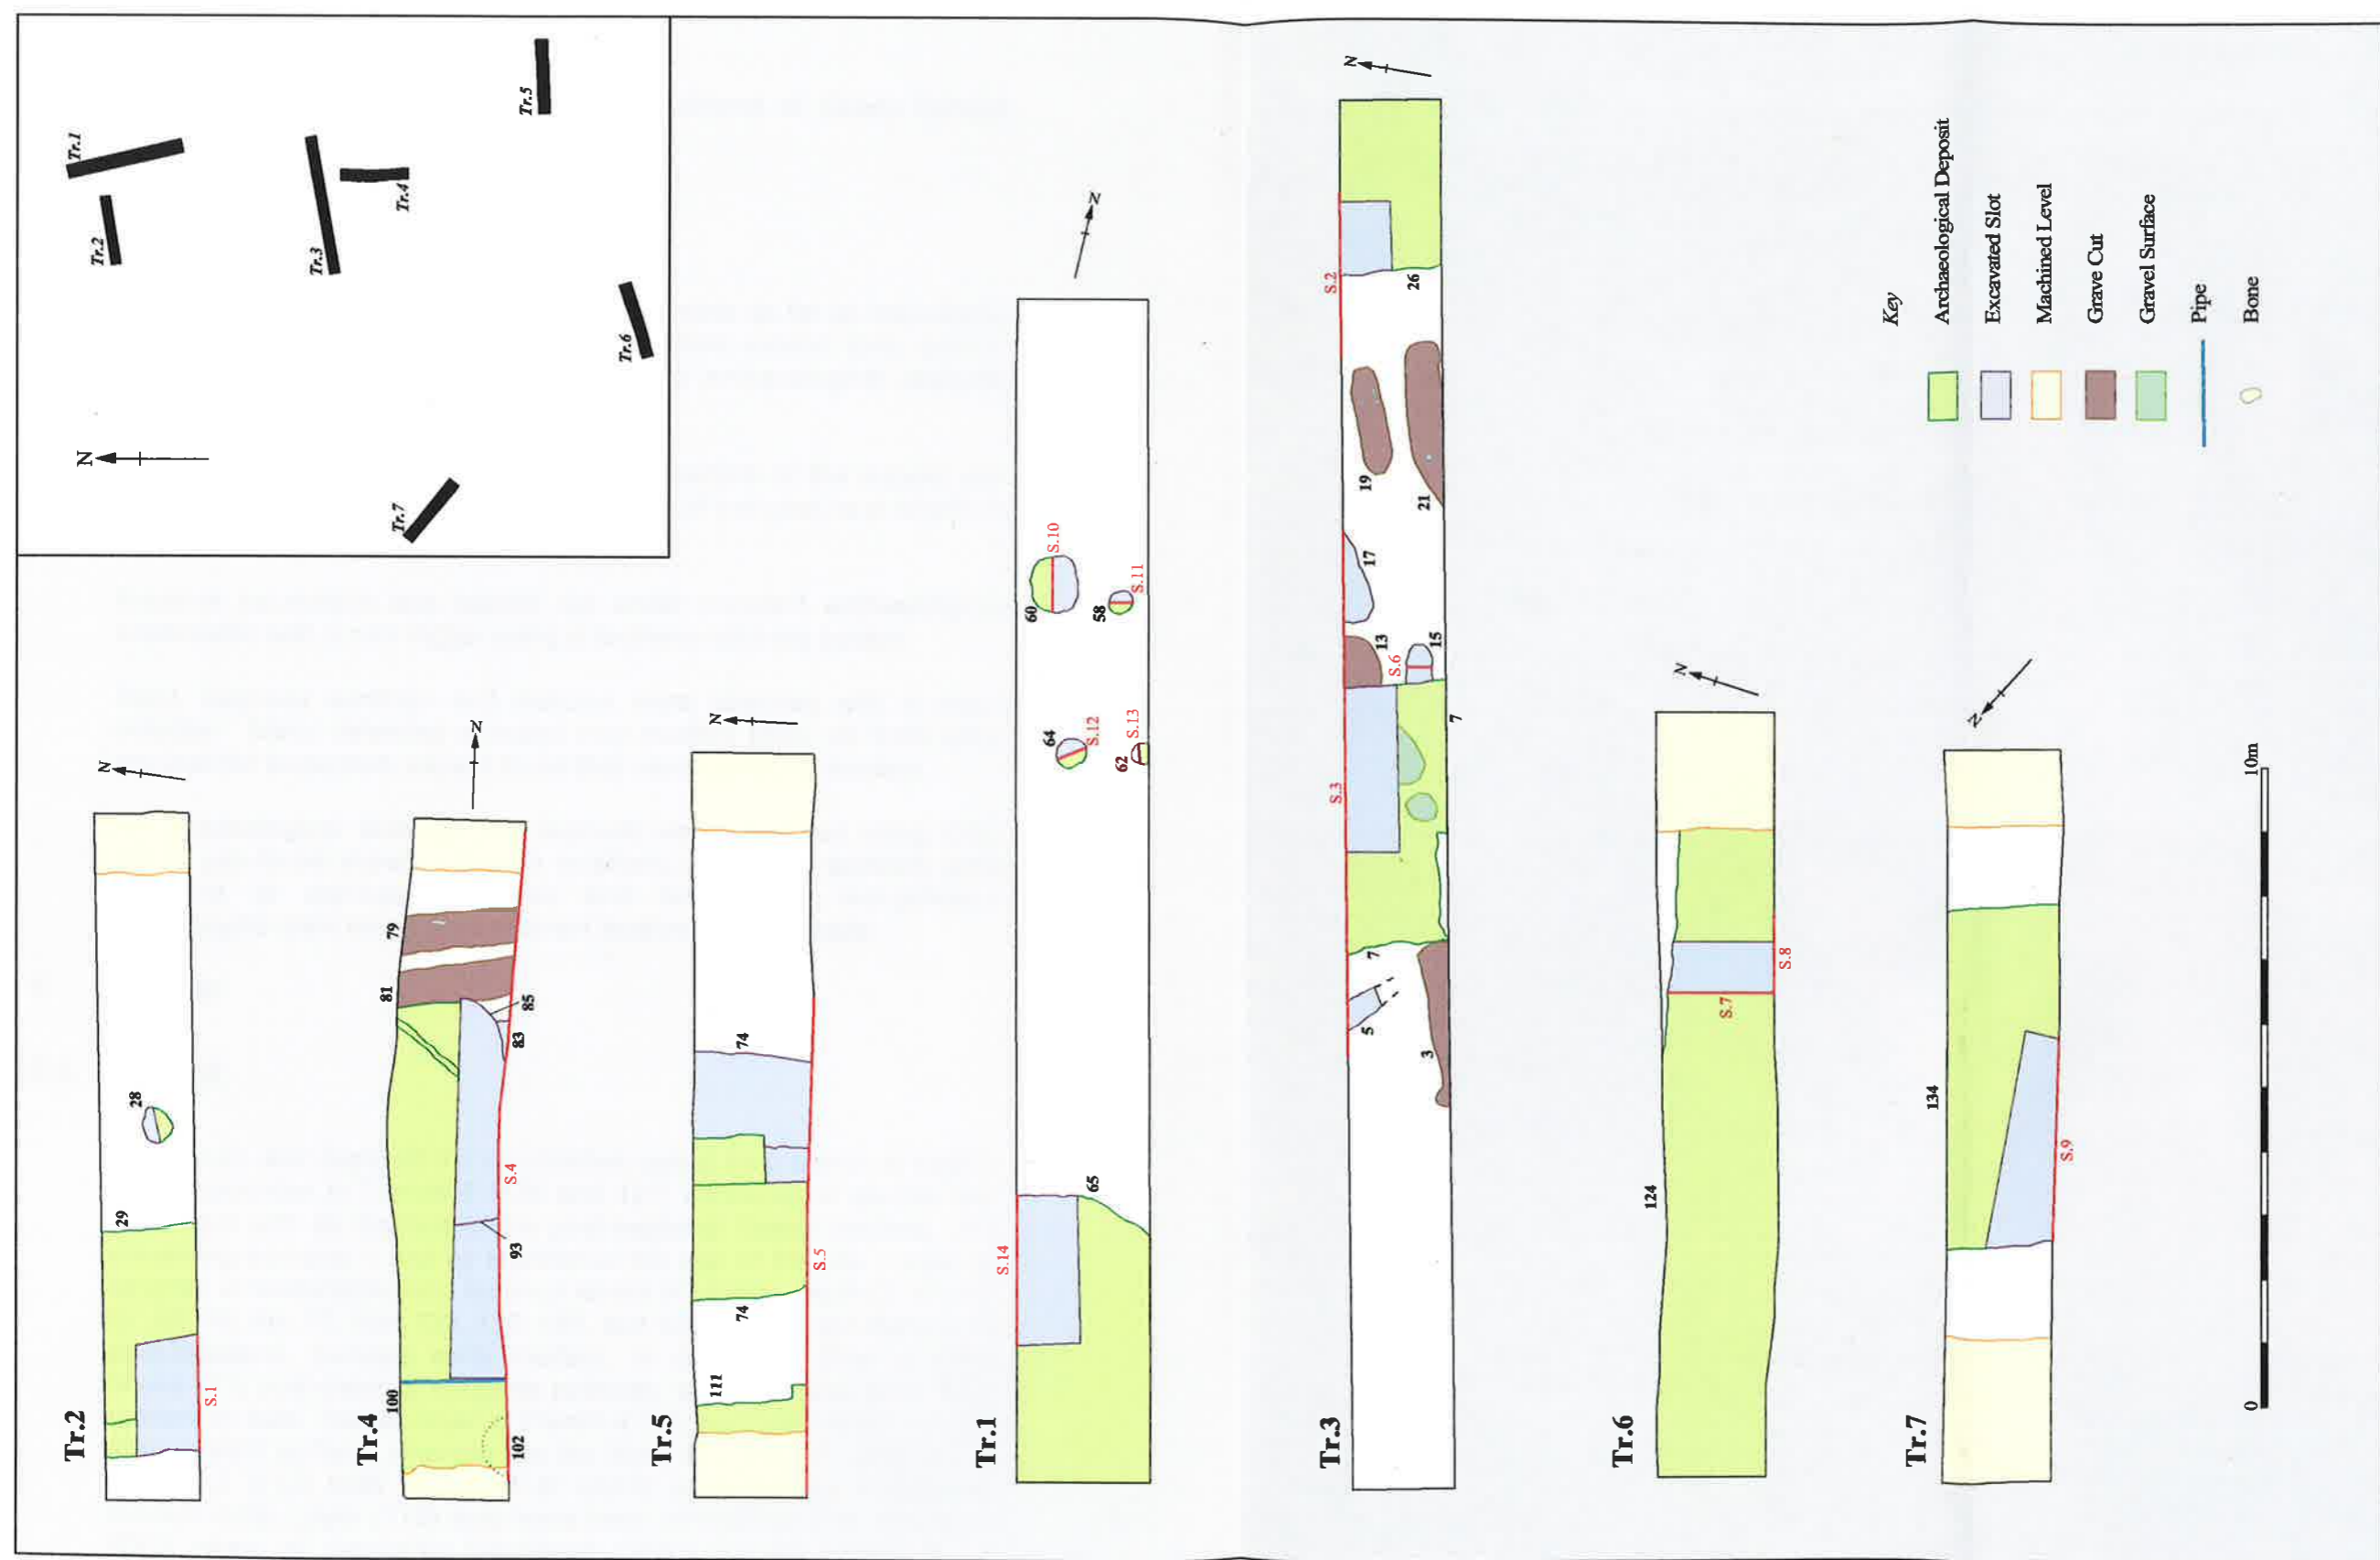 Tr.1
Tr.2
Tr.3
Tr.4
Tr.5
Tr.6
Tr.7
N
Tr.2
29
28
S.1
N
Tr.4
100
102
93
S.4
81
79
83
85
N
Tr.5
111
74
74
S.5
N
Tr.1
S.14
65
64
S.12
62
S.13
60
S.10
58
S.11
N
Tr.3
5
3
7
S.3
7
13
S.6
15
17
19
21
S.2
26
N
Tr.6
124
S.7
S.8
N
Tr.7
134
S.9
N
Key
Archaeological Deposit
Excavated Slot
Machined Level
Grave Cut
Gravel Surface
Pipe
Bone
0
10m